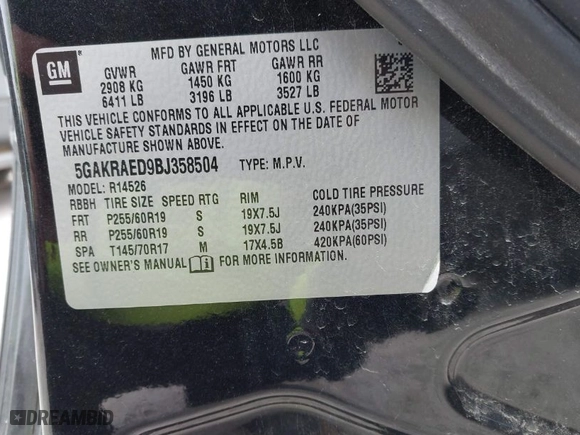 GM
MFD BY GENERAL MOTORS LLC
GVWR GAWR FRT GAWR RR
2908 KG 1450 KG 1600 KG
6411 LB 3196 LB 3527 LB
THIS VEHICLE CONFORMS TO ALL APPLICABLE U.S. FEDERAL MOTOR
VEHICLE SAFETY STANDARDS IN EFFECT ON THE DATE OF
MANUFACTURE SHOWN ABOVE.
5GAKRAED9BJ358504 TYPE: M.P.V.
MODEL: R14526
RBBH TIRE SIZE SPEED RTG RIM COLD TIRE PRESSURE
FRT P255/60R19 S 19X7.5J 240KPA(35PSI)
RR P255/60R19 S 19X7.5J 240KPA(35PSI)
SPA T145/70R17 M 17X4.5B 420KPA(60PSI)
SEE OWNER'S MANUAL FOR MORE INFORMATION.
DREAMBID